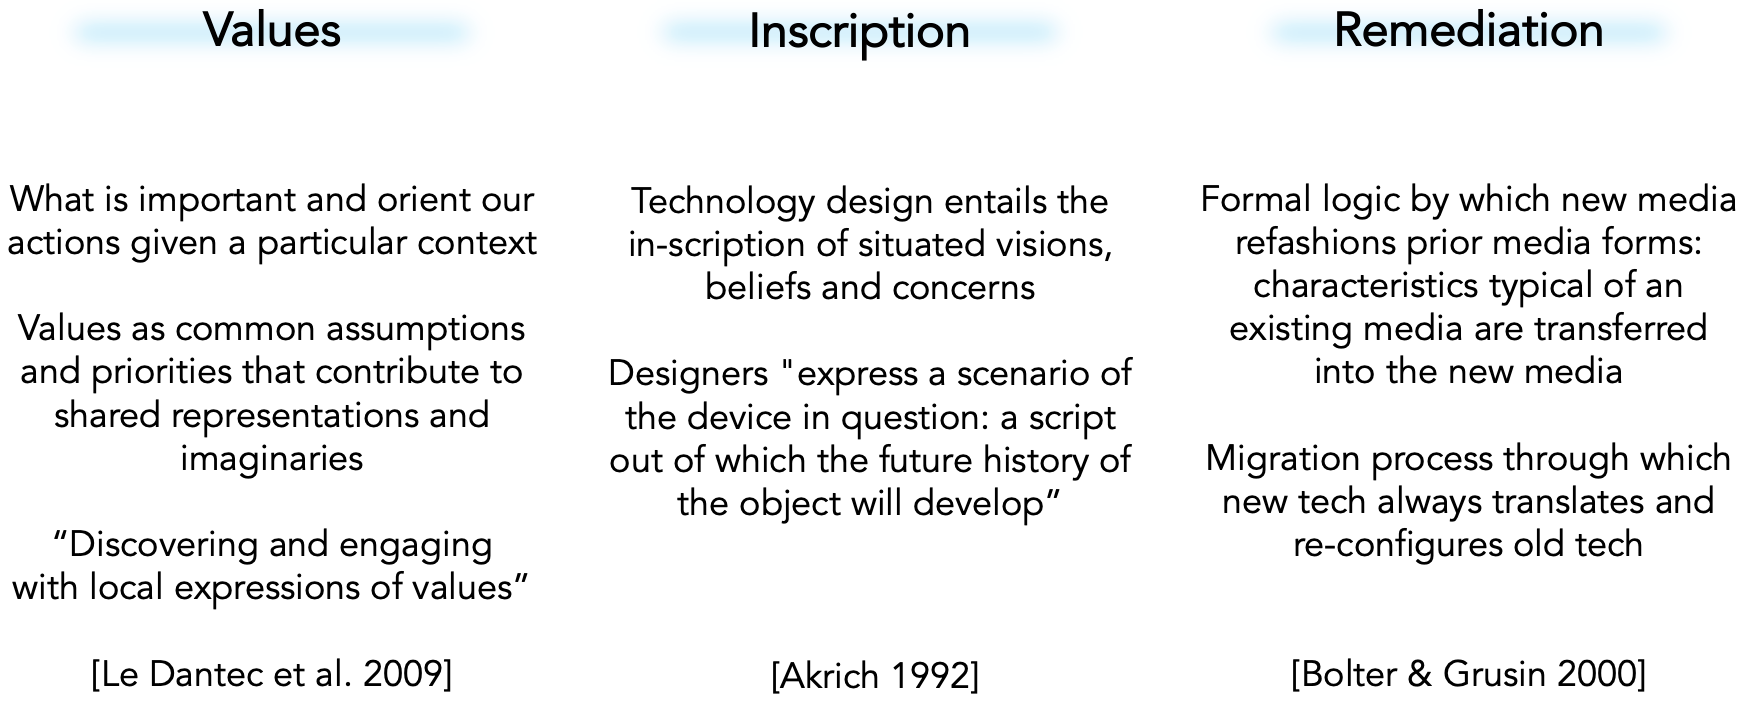 Values
What is important and orient our
actions given a particular context
Values as common assumptions
and priorities that contribute to
shared representations and
imaginaries
“Discovering and engaging
with local expressions of values”
[Le Dantec et al. 2009]
Inscription
Technology design entails the
in-scription of situated visions,
beliefs and concerns
Designers "express a scenario of
the device in question: a script
out of which the future history of
the object will develop”
[Akrich 1992]
Remediation
Formal logic by which new media
refashions prior media forms:
characteristics typical of an
existing media are transferred
into the new media
Migration process through which
new tech always translates and
re-configures old tech
[Bolter & Grusin 2000]